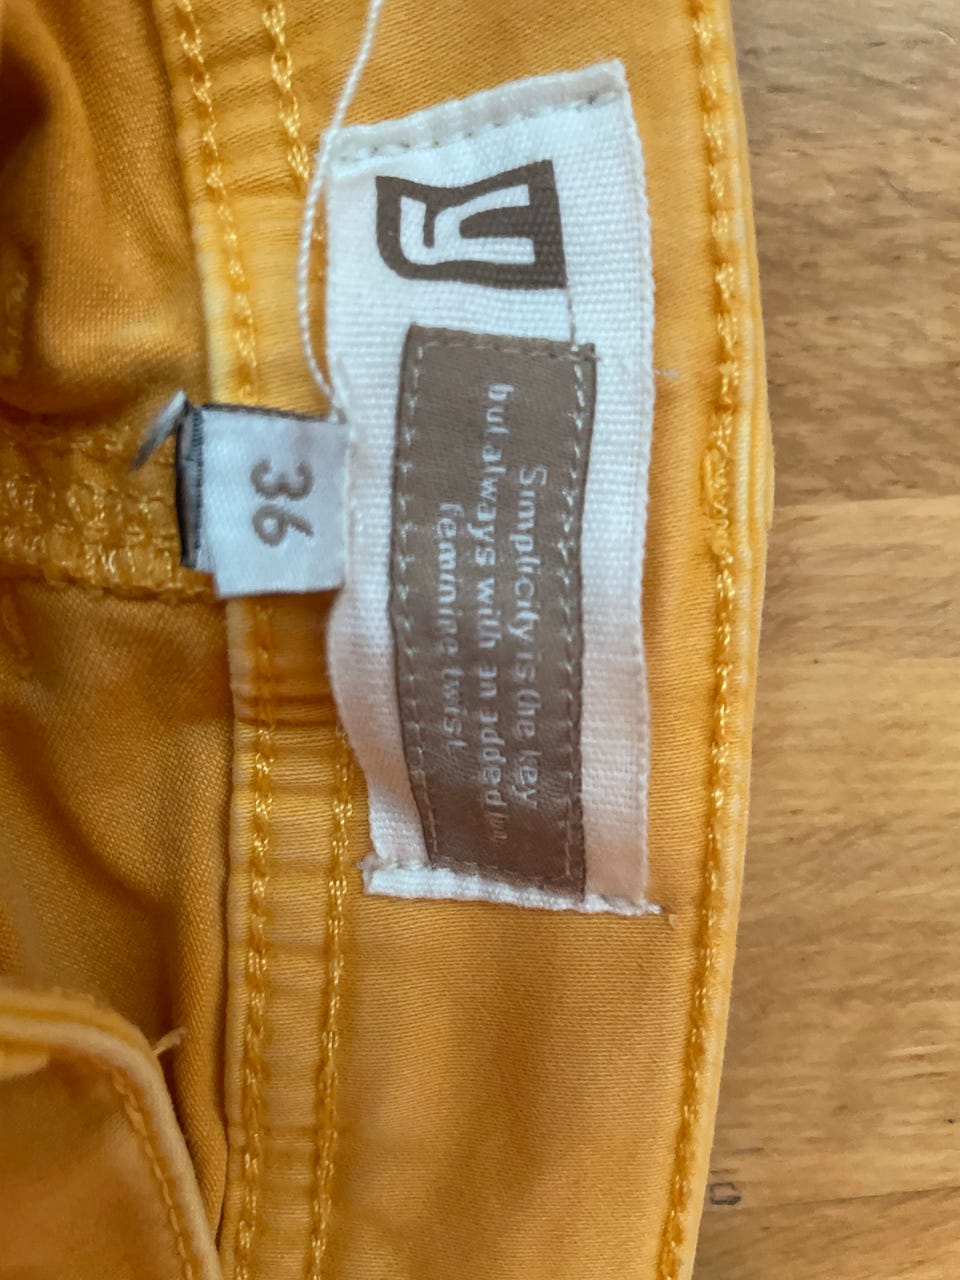 Simplicity is the key
but always with an added
feminine twist
36